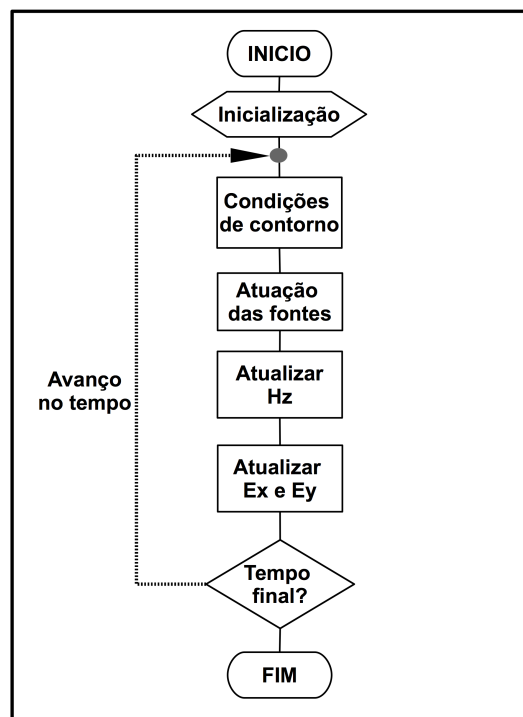 INICIO
Inicialização
Condições
de contorno
Atuação
das fontes
Atualizar
Hz
Avanço
no tempo
Atualizar
Ex e Ey
Tempo
final?
FIM